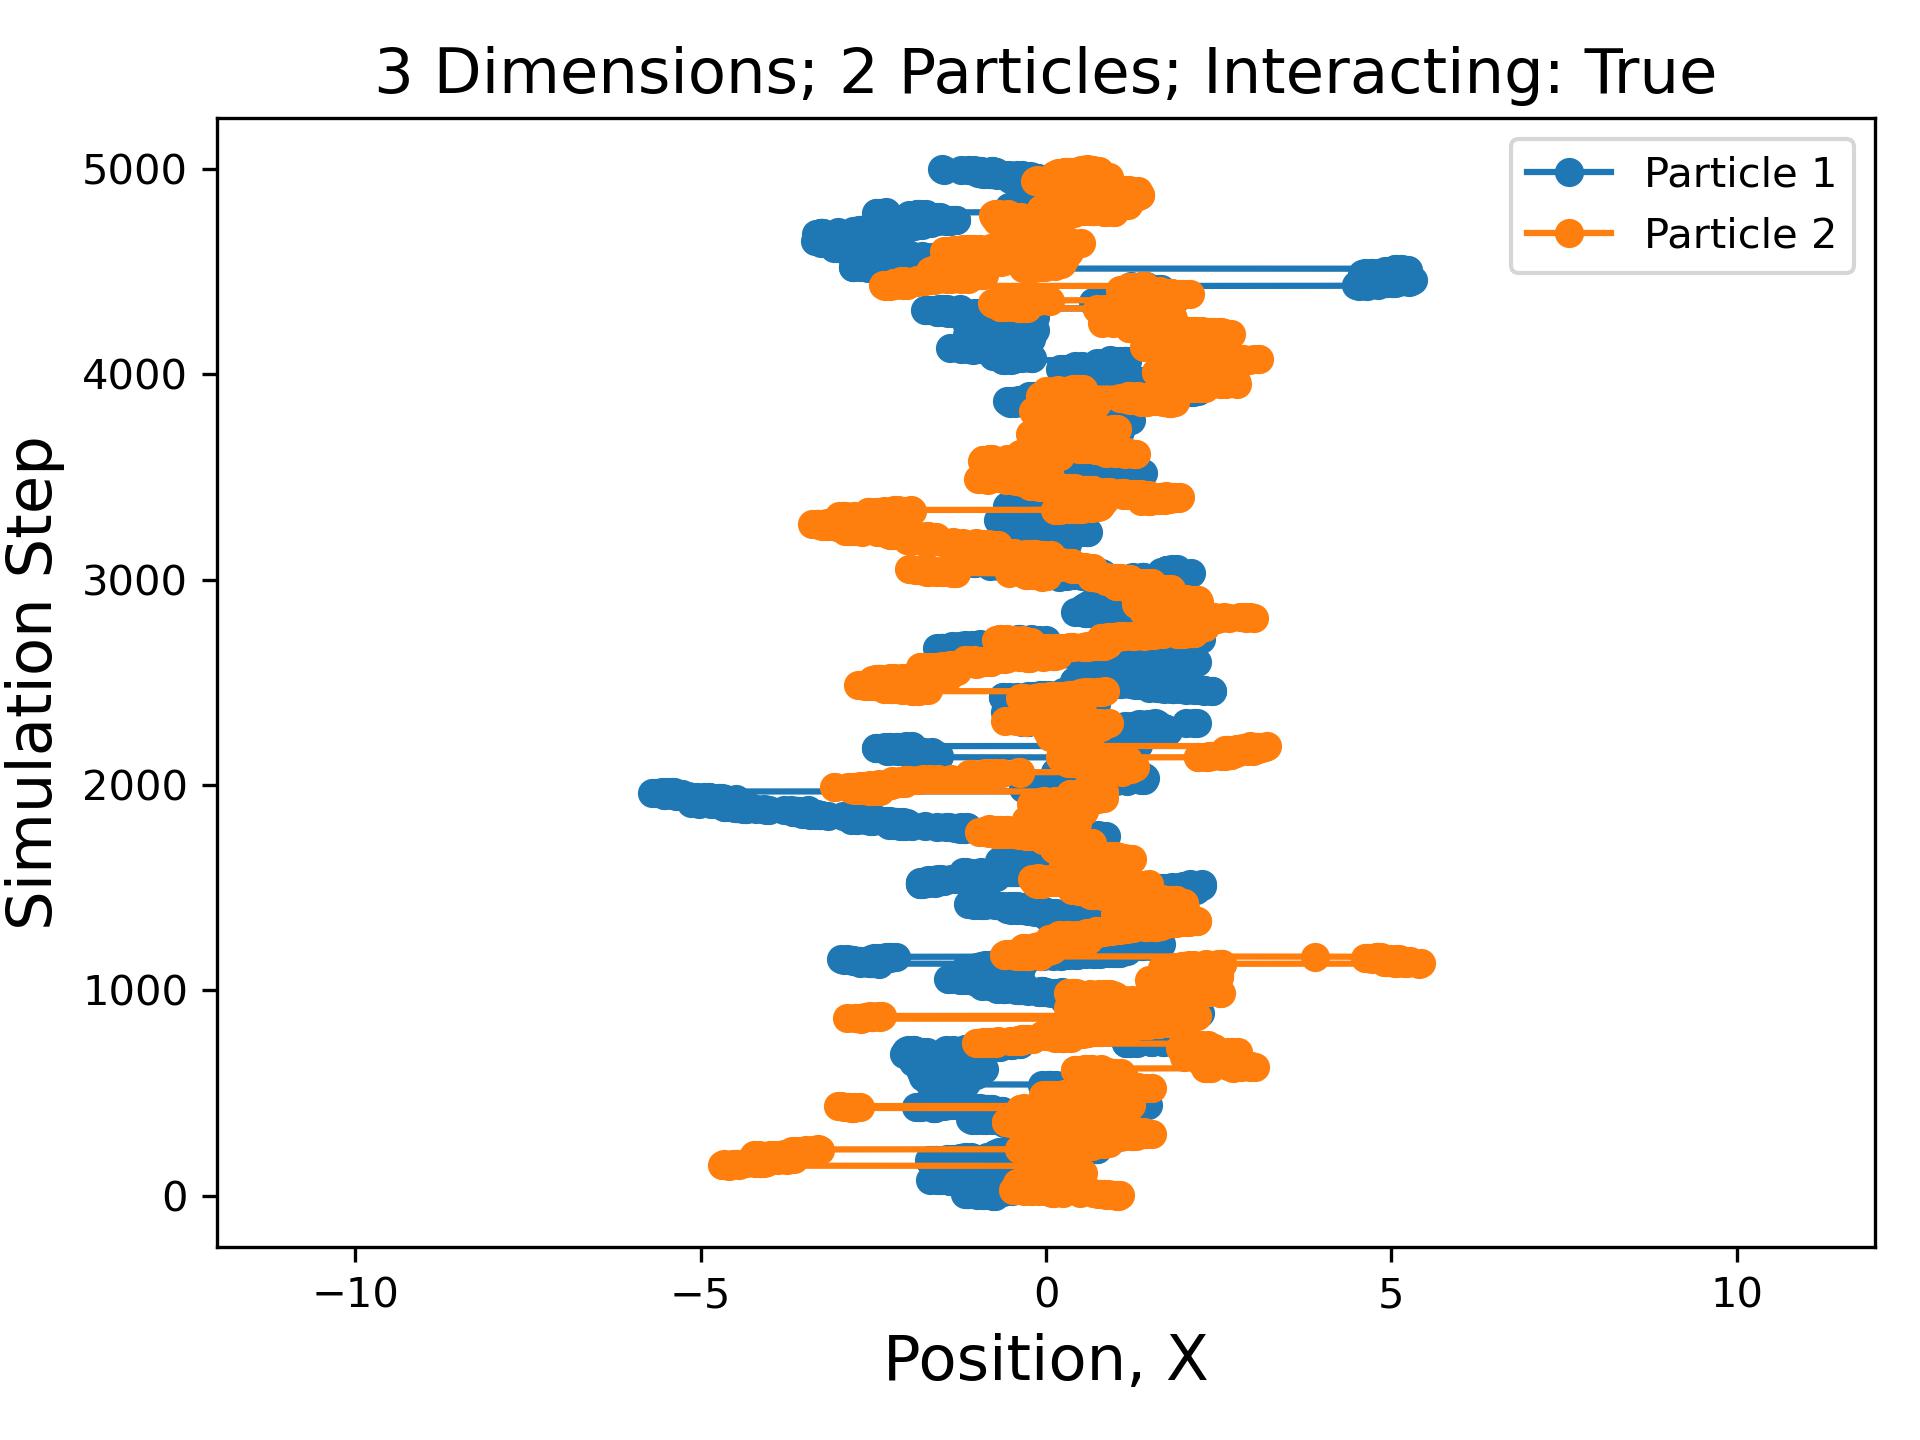 3 Dimensions; 2 Particles; Interacting: True
Particle 1
Particle 2
Simulation Step
5000
4000
3000
2000
1000
0
−10
−5
0
5
10
Position, X